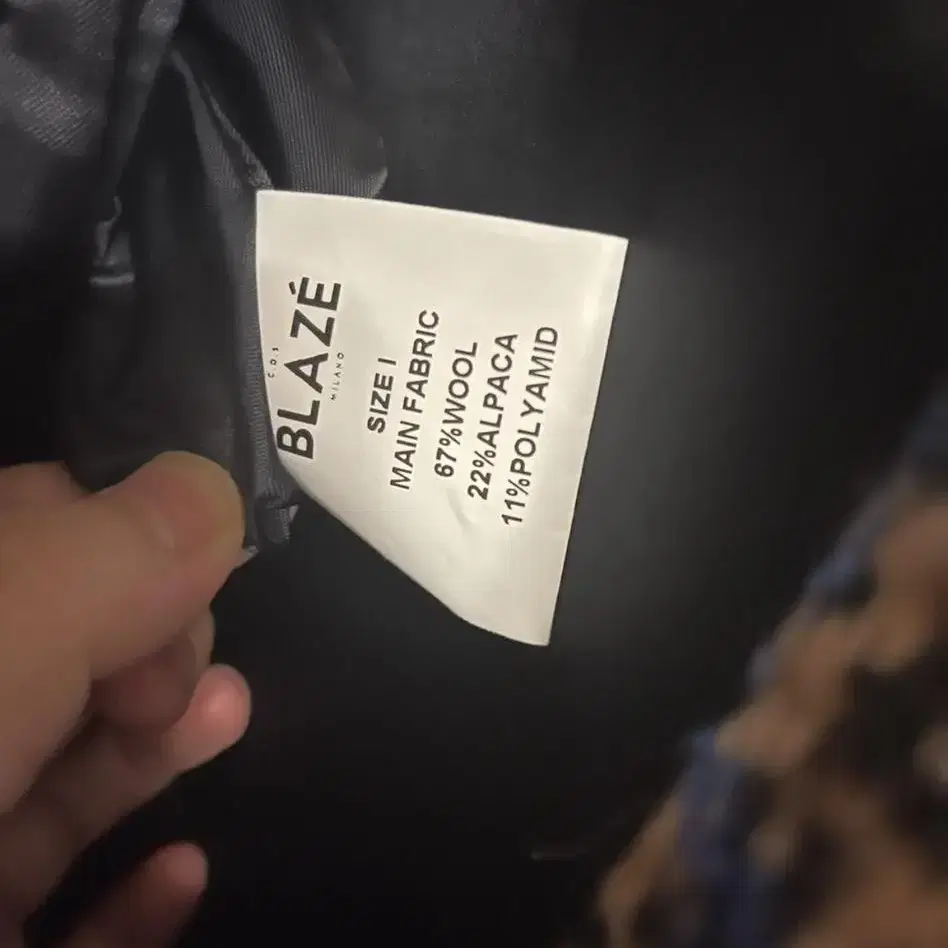 C.D.S
BLAZÉ
MILANO
SIZE I
MAIN FABRIC
67%WOOL
22%ALPACA
11%POLYAMID